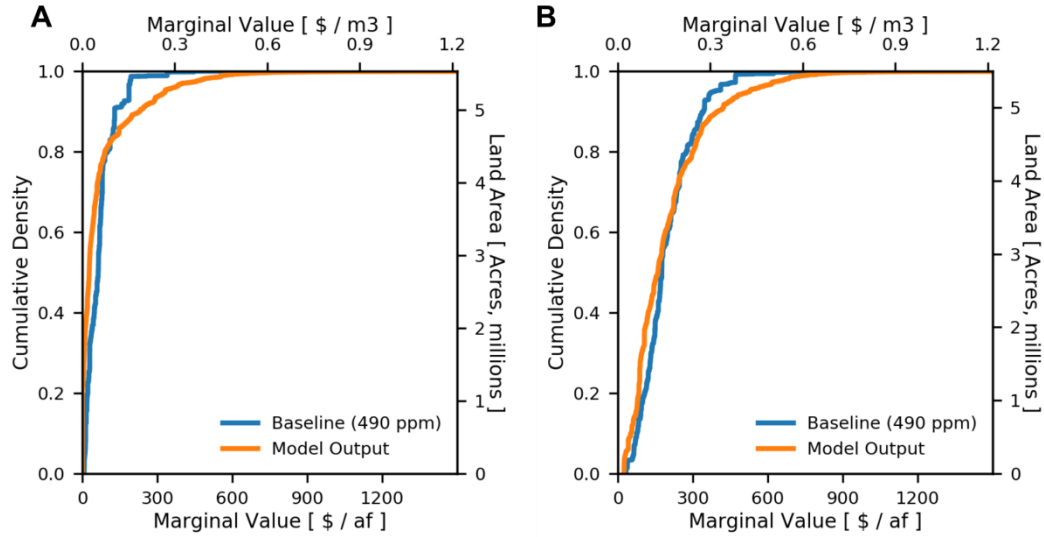 A
Marginal Value [ $ / m3 ]
0.0 0.3 0.6 0.9 1.2
Cumulative Density
1.0
0.8
0.6
0.4
0.2
0.0
Land Area [ Acres, millions ]
5
4
3
2
1
0
Baseline (490 ppm)
Model Output
0 300 600 900 1200
Marginal Value [ $ / af ]
B
Marginal Value [ $ / m3 ]
0.0 0.3 0.6 0.9 1.2
Cumulative Density
1.0
0.8
0.6
0.4
0.2
0.0
Land Area [ Acres, millions ]
5
4
3
2
1
0
Baseline (490 ppm)
Model Output
0 300 600 900 1200
Marginal Value [ $ / af ]